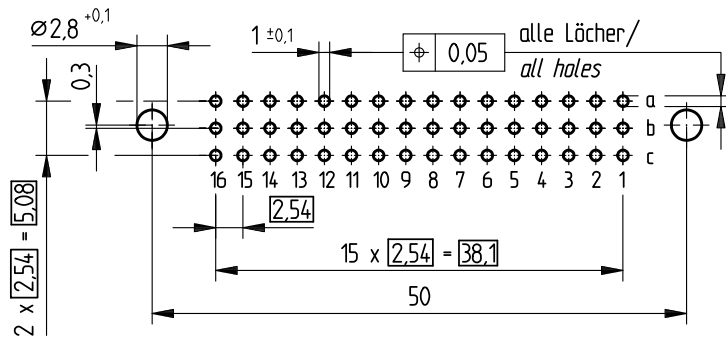 Ø2,8 +0,1
1 ±0,1
⌖ 0,05
alle Löcher/
all holes
0,3
a
b
c
16 15 14 13 12 11 10 9 8 7 6 5 4 3 2 1
2,54
15 x 2,54 = 38,1
50
2 x 2,54 = 5,08